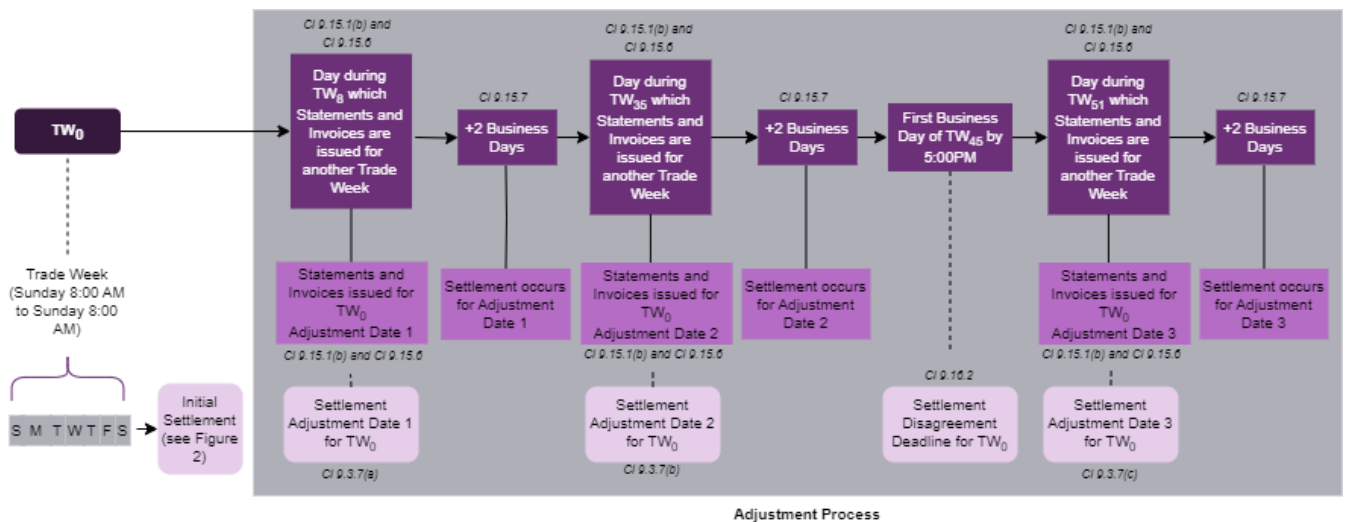 Cl 9.15.1(b) and
Cl 9.15.6
Day during
TW8 which
Statements and
Invoices are
issued for
another Trade
Week
Cl 9.15.7
+2 Business
Days
Cl 9.15.1(b) and
Cl 9.15.6
Day during
TW35 which
Statements and
Invoices are
issued for
another Trade
Week
Cl 9.15.7
+2 Business
Days
First Business
Day of TW45 by
5:00PM
Cl 9.15.1(b) and
Cl 9.15.6
Day during
TW51 which
Statements and
Invoices are
issued for
another Trade
Week
Cl 9.15.7
+2 Business
Days
TW0
Trade Week
(Sunday 8:00 AM
to Sunday 8:00
AM)
Statements and
Invoices issued for
TW0
Adjustment Date 1
Cl 9.15.1(b) and Cl 9.15.6
Settlement occurs
for Adjustment
Date 1
Statements and
Invoices issued for
TW0
Adjustment Date 2
Cl 9.15.1(b) and Cl 9.15.6
Settlement occurs
for Adjustment
Date 2
Statements and
Invoices issued for
TW0
Adjustment Date 3
Cl 9.15.1(b) and Cl 9.15.6
Settlement occurs
for Adjustment
Date 3
S M T W T F S
Initial
Settlement
(see Figure
2)
Settlement
Adjustment Date 1
for TW0
Cl 9.3.7(a)
Settlement
Adjustment Date 2
for TW0
Cl 9.3.7(b)
Cl 9.16.2
Settlement
Disagreement
Deadline for TW0
Settlement
Adjustment Date 3
for TW0
Cl 9.3.7(c)
Adjustment Process